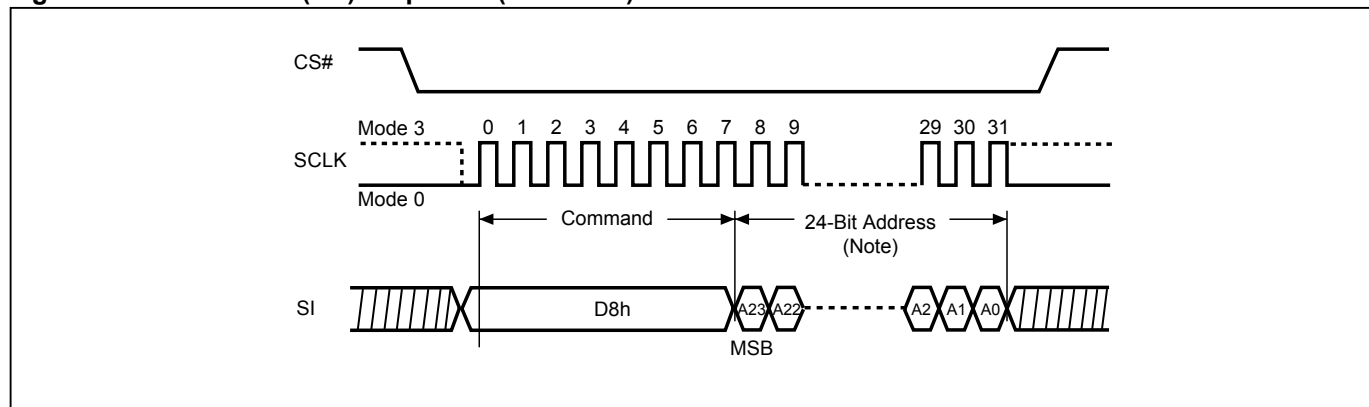 CS#
Mode 3
0 1 2 3 4 5 6 7 8 9 29 30 31
SCLK
Mode 0
Command
24-Bit Address
(Note)
SI
D8h
A23 A22 A2 A1 A0
MSB